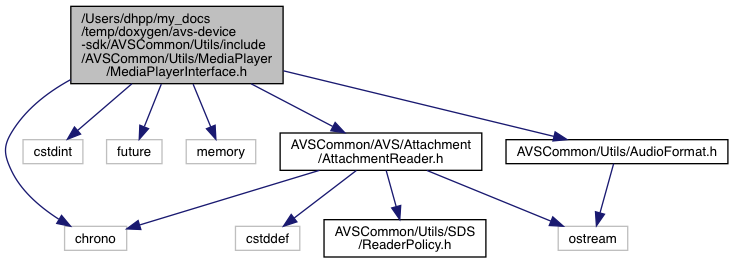 /Users/dhpp/my_docs
/temp/doxygen/avs-device
-sdk/AVSCommon/Utils/include
/AVSCommon/Utils/MediaPlayer
/MediaPlayerInterface.h
cstdint
future
memory
AVSCommon/AVS/Attachment
/AttachmentReader.h
AVSCommon/Utils/AudioFormat.h
chrono
cstddef
AVSCommon/Utils/SDS
/ReaderPolicy.h
ostream